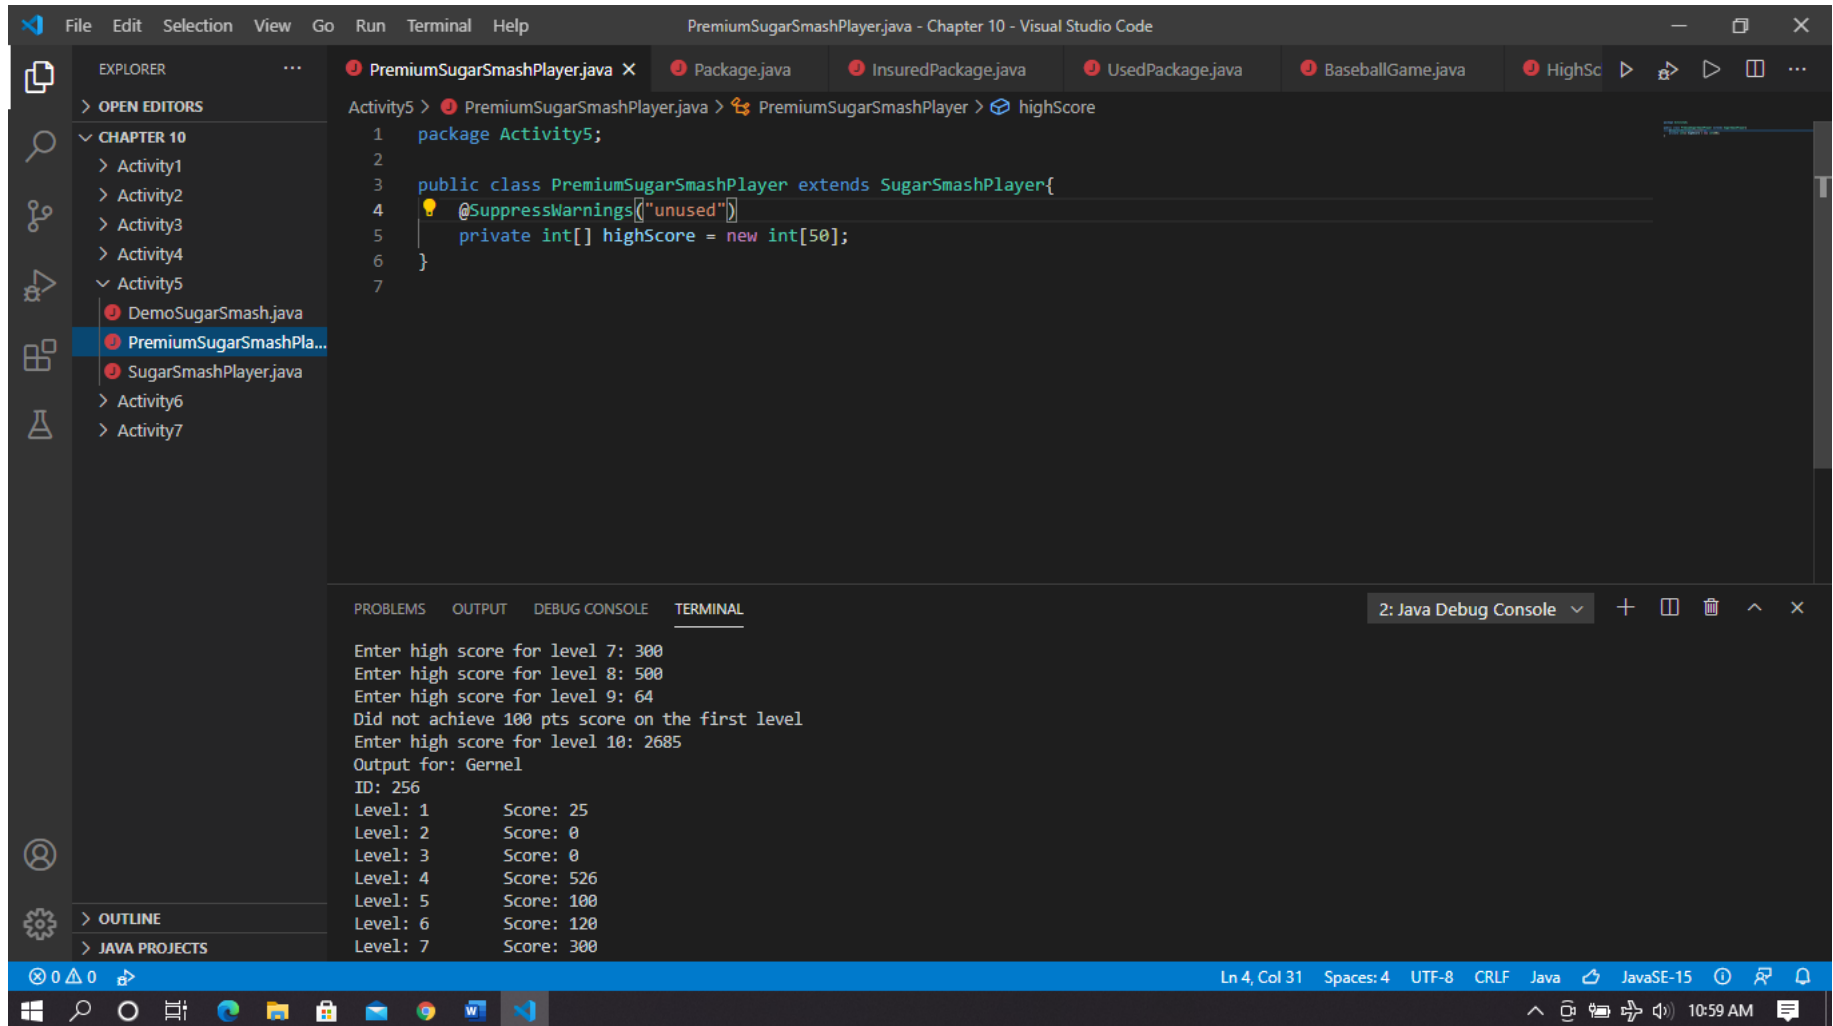 File Edit Selection View Go Run Terminal Help PremiumSugarSmashPlayer.java - Chapter 10 - Visual Studio Code
EXPLORER ··· PremiumSugarSmashPlayer.java Package.java InsuredPackage.java UsedPackage.java BaseballGame.java HighSc
OPEN EDITORS
CHAPTER 10
Activity1
Activity2
Activity3
Activity4
Activity5
DemoSugarSmash.java
PremiumSugarSmashPla...
SugarSmashPlayer.java
Activity6
Activity7
OUTLINE
JAVA PROJECTS
Activity5 > PremiumSugarSmashPlayer.java > PremiumSugarSmashPlayer > highScore
1 package Activity5;
2
3 public class PremiumSugarSmashPlayer extends SugarSmashPlayer{
4 @SuppressWarnings("unused")
5 private int[] highScore = new int[50];
6 }
7
PROBLEMS OUTPUT DEBUG CONSOLE TERMINAL 2: Java Debug Console
Enter high score for level 7: 300
Enter high score for level 8: 500
Enter high score for level 9: 64
Did not achieve 100 pts score on the first level
Enter high score for level 10: 2685
Output for: Gernel
ID: 256
Level: 1 Score: 25
Level: 2 Score: 0
Level: 3 Score: 0
Level: 4 Score: 526
Level: 5 Score: 100
Level: 6 Score: 120
Level: 7 Score: 300
0 0 Ln 4, Col 31 Spaces: 4 UTF-8 CRLF Java JavaSE-15
10:59 AM